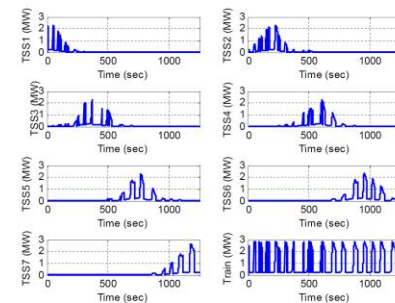 TSS1 (MW)
3
2
1
0
0 500 1000
Time (sec)
TSS2 (MW)
3
2
1
0
0 500 1000
Time (sec)
TSS3 (MW)
3
2
1
0
0 500 1000
Time (sec)
TSS4 (MW)
3
2
1
0
0 500 1000
Time (sec)
TSS5 (MW)
3
2
1
0
0 500 1000
Time (sec)
TSS6 (MW)
3
2
1
0
0 500 1000
Time (sec)
TSS7 (MW)
3
2
1
0
0 500 1000
Time (sec)
Train (MW)
3
2
1
0
0 500 1000
Time (sec)